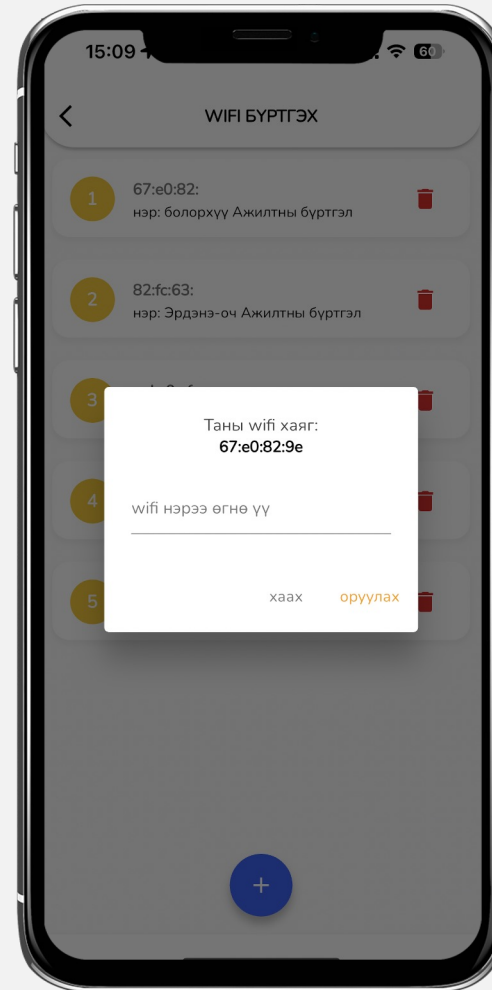 15:09
60
WIFI БҮРТГЭХ
1
67:e0:82:
нэр: болорхүү Ажилтны бүртгэл
2
82:fc:63:
нэр: Эрдэнэ-оч Ажилтны бүртгэл
3
Таны wifi хаяг:
67:e0:82:9e
4
wifi нэрээ өгнө үү
5
хаах оруулах
+